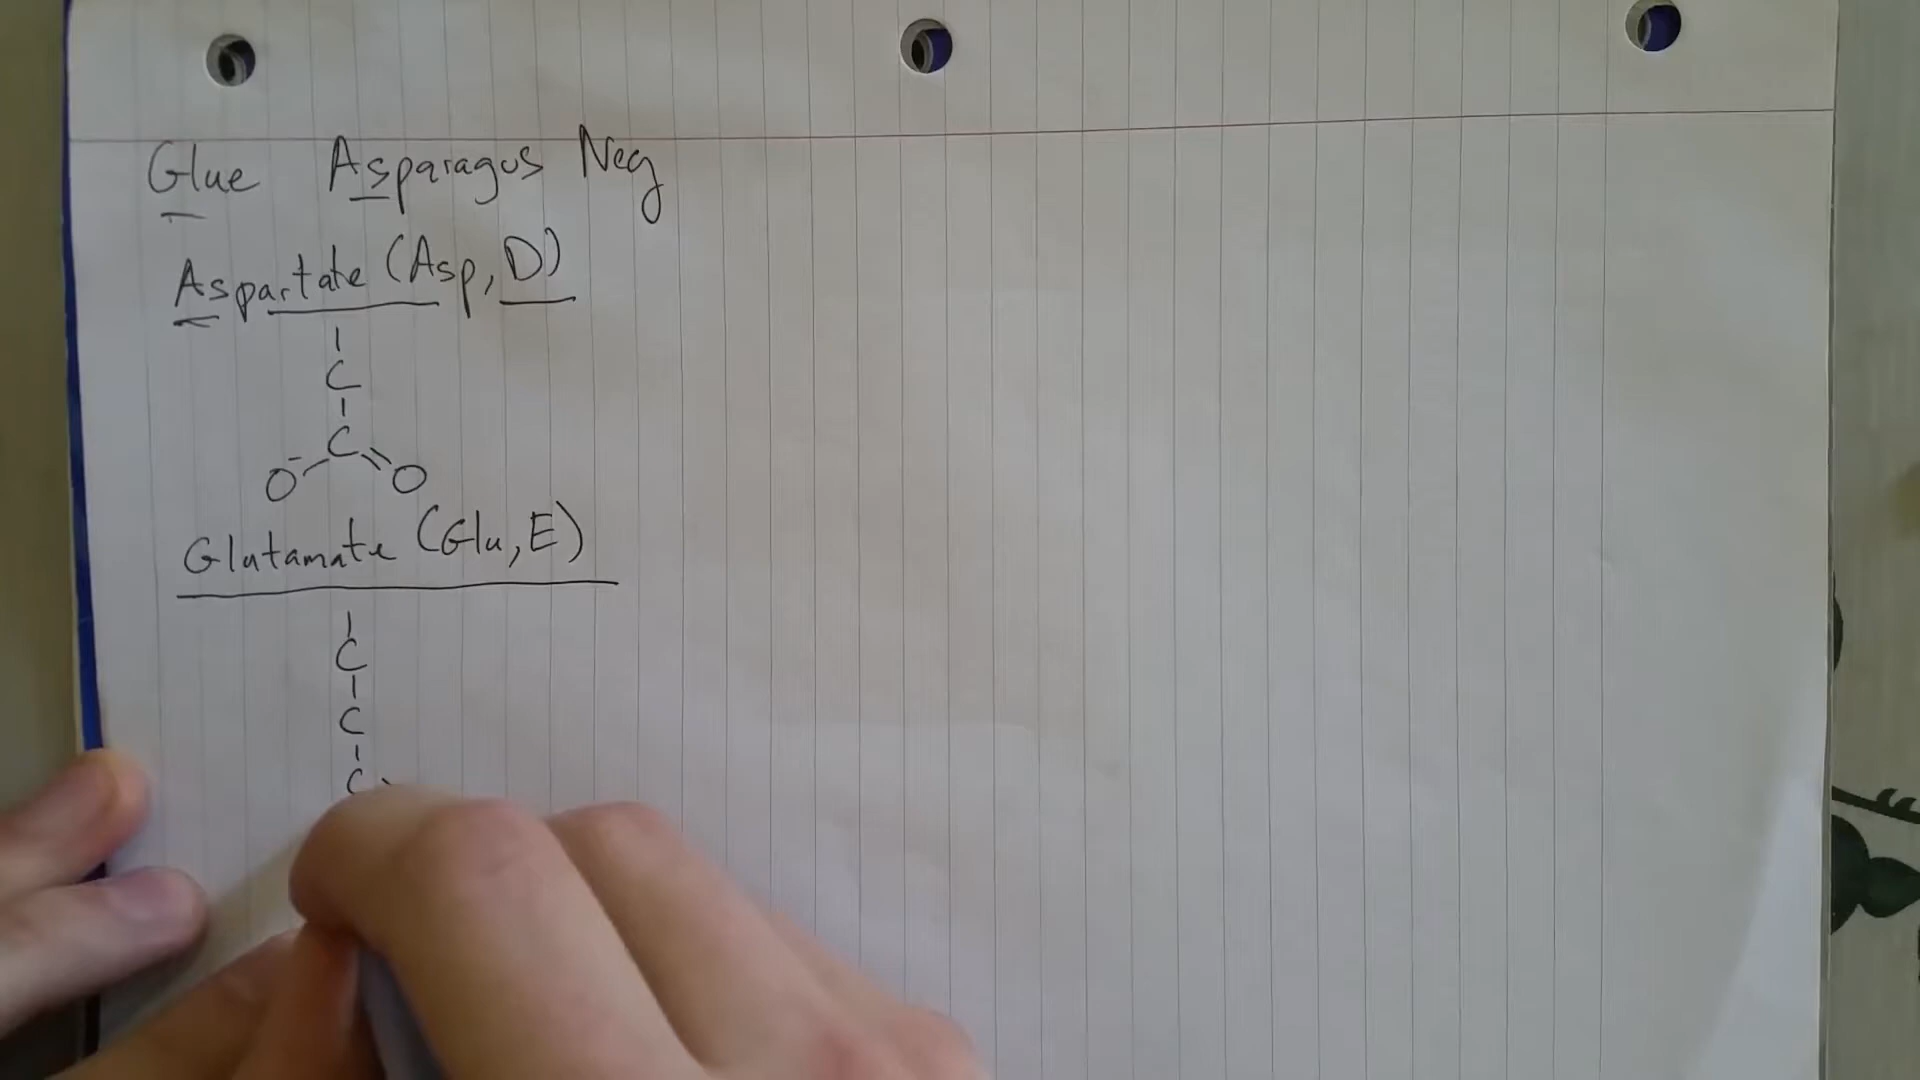 Glue Asparagus Neg
Aspartate (Asp, D)
C
C
O⁻ O
Glutamate (Glu, E)
C
C
C